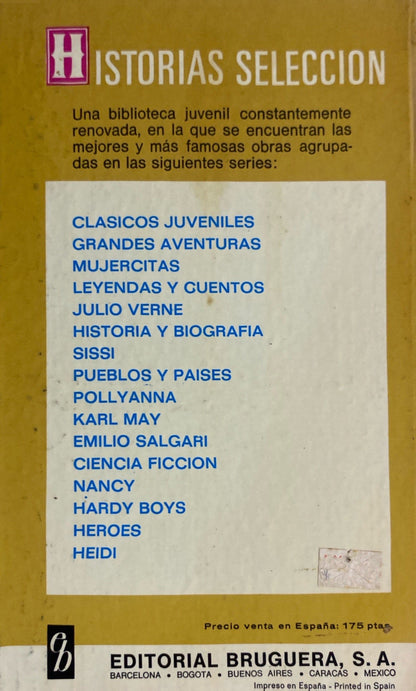 HISTORIAS SELECCION
Una biblioteca juvenil constantemente
renovada, en la que se encuentran las
mejores y más famosas obras agrupa-
das en las siguientes series:
CLASICOS JUVENILES
GRANDES AVENTURAS
MUJERCITAS
LEYENDAS Y CUENTOS
JULIO VERNE
HISTORIA Y BIOGRAFIA
SISSI
PUEBLOS Y PAISES
POLLYANNA
KARL MAY
EMILIO SALGARI
CIENCIA FICCION
NANCY
HARDY BOYS
HEROES
HEIDI
Precio venta en España: 175 ptas.
eb
EDITORIAL BRUGUERA, S. A.
BARCELONA • BOGOTA • BUENOS AIRES • CARACAS • MEXICO
Impreso en España - Printed in Spain